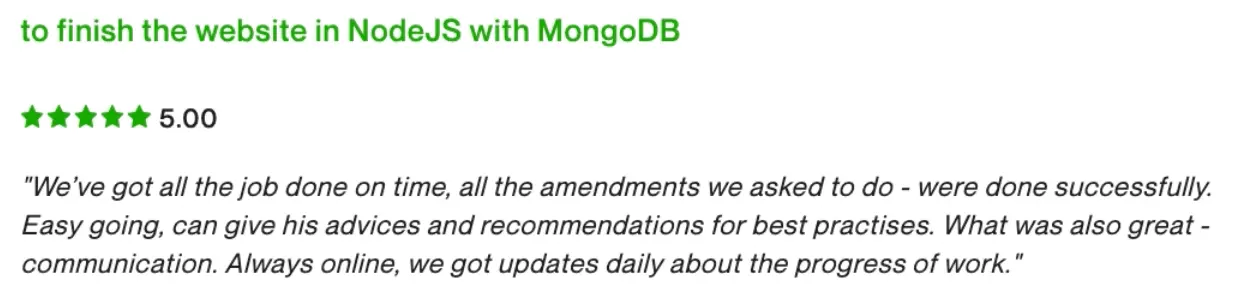 to finish the website in NodeJS with MongoDB
5.00
"We’ve got all the job done on time, all the amendments we asked to do - were done successfully.
Easy going, can give his advices and recommendations for best practises. What was also great -
communication. Always online, we got updates daily about the progress of work."